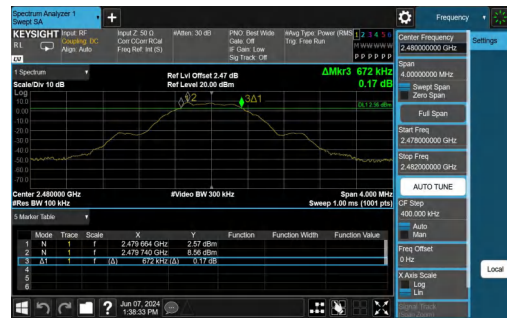 Spectrum Analyzer 1
Swept SA
+
Frequency
KEYSIGHT
RL
Input: RF
Coupling: DC
Align: Auto
Input Z: 50 Ω
Corr CCorr RCal
Freq Ref: Int (S)
#Atten: 30 dB
PNO: Best Wide
Gate: Off
IF Gain: Low
Sig Track: Off
#Avg Type: Power (RMS
Trig: Free Run
1 2 3 4 5 6
M W W W W W
P P P P P P
LXI
1 Spectrum
Scale/Div 10 dB
Ref Lvl Offset 2.47 dB
Ref Level 20.00 dBm
ΔMkr3 672 kHz
0.17 dB
Log
10.0
0.00
-10.0
-20.0
-30.0
-40.0
-50.0
-60.0
-70.0
2
3Δ1
Center 2.480000 GHz
#Res BW 100 kHz
#Video BW 300 kHz
Span 4.000 MHz
Sweep 1.00 ms (1001 pts)
5 Marker Table
Mode Trace Scale X Y Function Function Width Function Value
1 N 1 f 2.479 664 GHz 2.57 dBm
2 N 1 f 2.479 740 GHz 8.56 dBm
3 Δ1 1 f (Δ) 672 kHz (Δ) 0.17 dB
4
5
6
Jun 07, 2024
1:38:33 PM
Center Frequency
2.480000000 GHz
Settings
Span
4.00000000 MHz
Swept Span
Zero Span
Full Span
Start Freq
2.478000000 GHz
Stop Freq
2.482000000 GHz
AUTO TUNE
CF Step
400.000 kHz
Auto
Man
Freq Offset
0 Hz
X Axis Scale
Log
Lin
Local
Signal Track